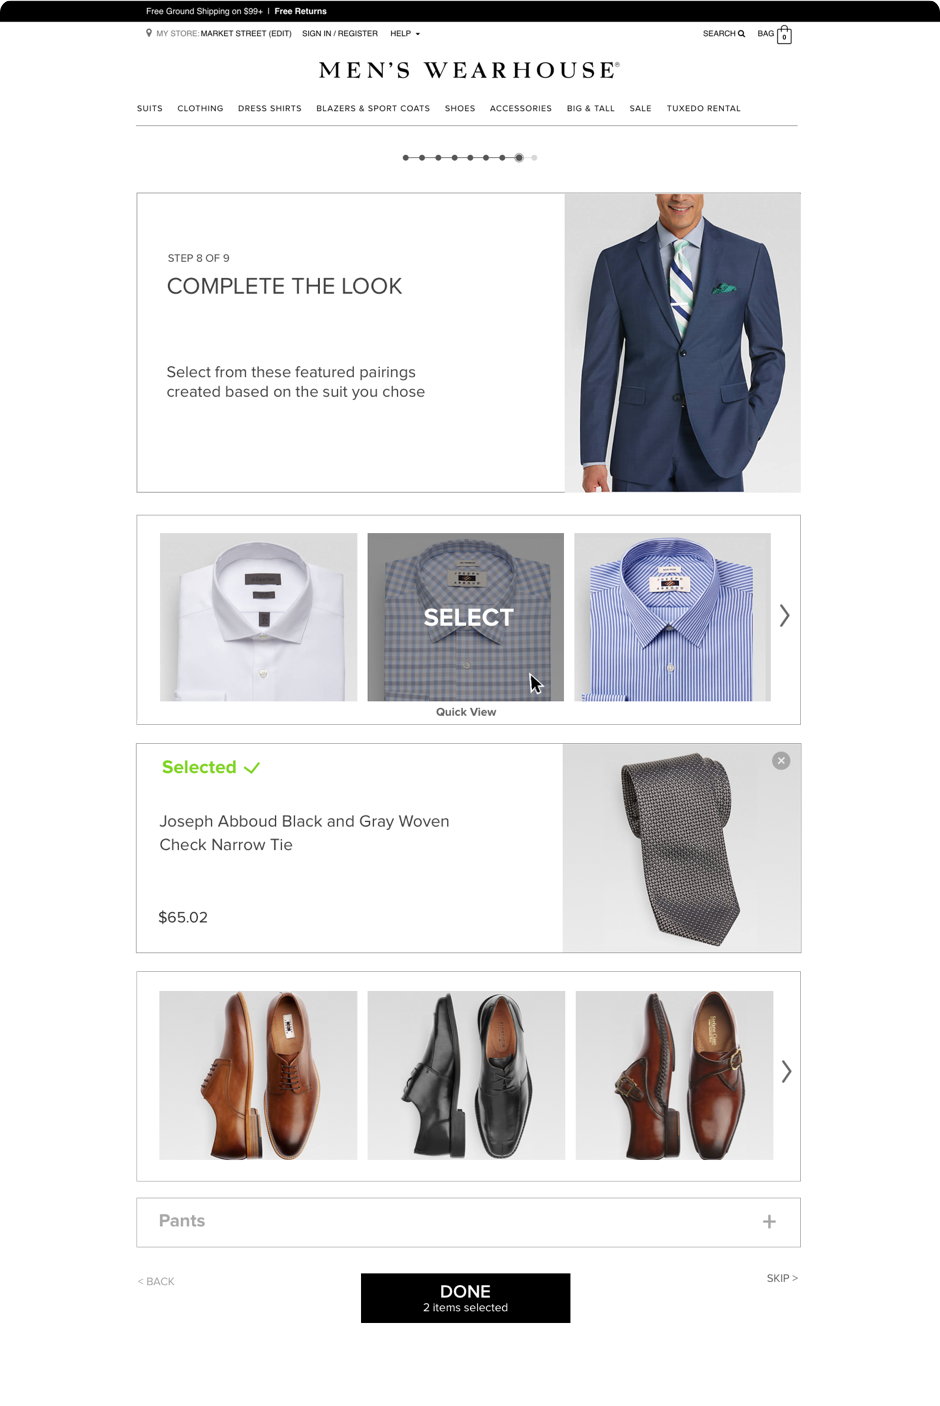 Free Ground Shipping on $99+ | Free Returns
MY STORE: MARKET STREET (EDIT) SIGN IN / REGISTER HELP SEARCH BAG 0
MEN'S WEARHOUSE®
SUITS CLOTHING DRESS SHIRTS BLAZERS & SPORT COATS SHOES ACCESSORIES BIG & TALL SALE TUXEDO RENTAL
STEP 8 OF 9
COMPLETE THE LOOK
Select from these featured pairings
created based on the suit you chose
JOSEPH
ABBOUD
JOSEPH
ABBOUD
SELECT
Quick View
Selected
Joseph Abboud Black and Gray Woven
Check Narrow Tie
$65.02
Pants
< BACK
DONE
2 items selected
SKIP >